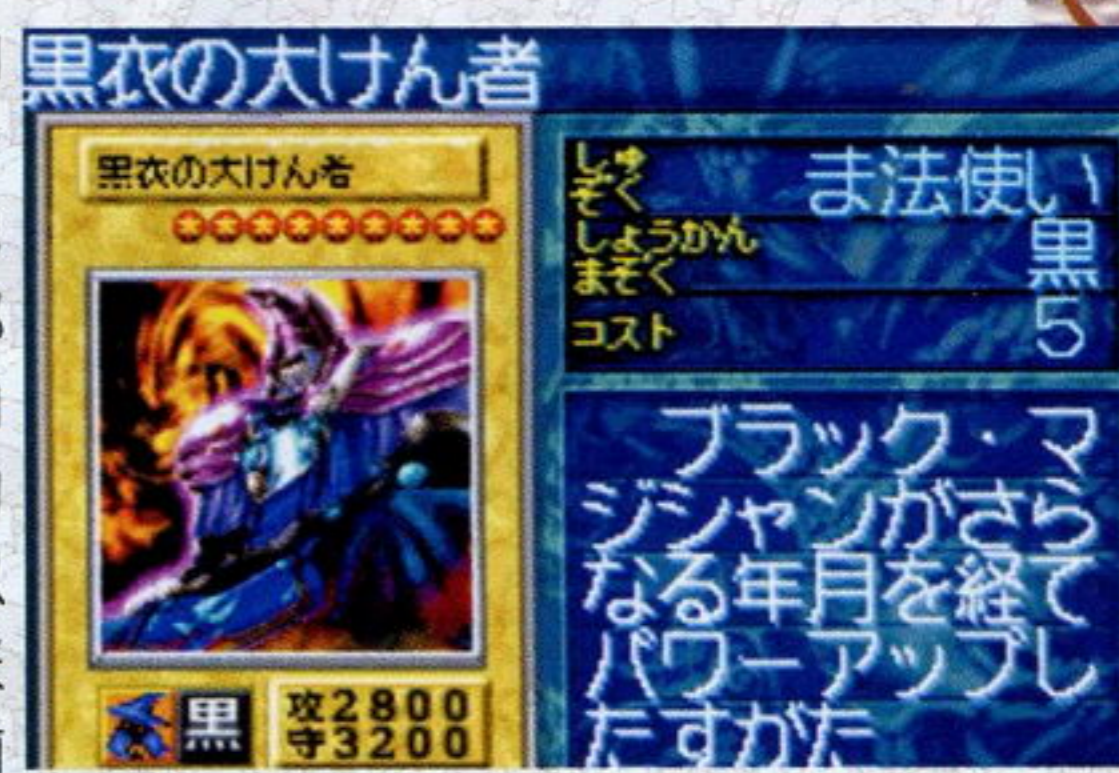 黒衣の大けん者
黒衣の大けん者
しゅぞく
ま法使い
しょうかんまぞく
黒
コスト
5
ブラック・マ
ジシャンがさら
なる年月を経て
パワーアップし
たすがた
黒
攻2800
守3200